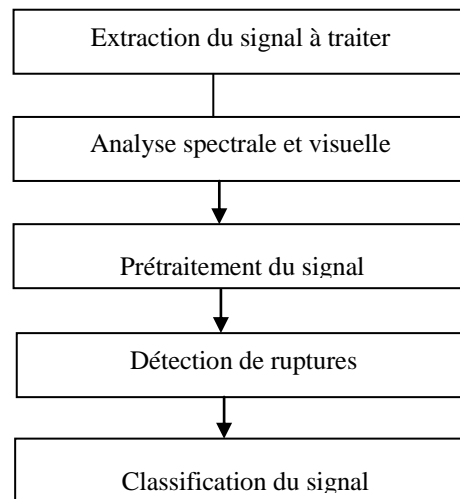 Extraction du signal à traiter
Analyse spectrale et visuelle
Prétraitement du signal
Détection de ruptures
Classification du signal